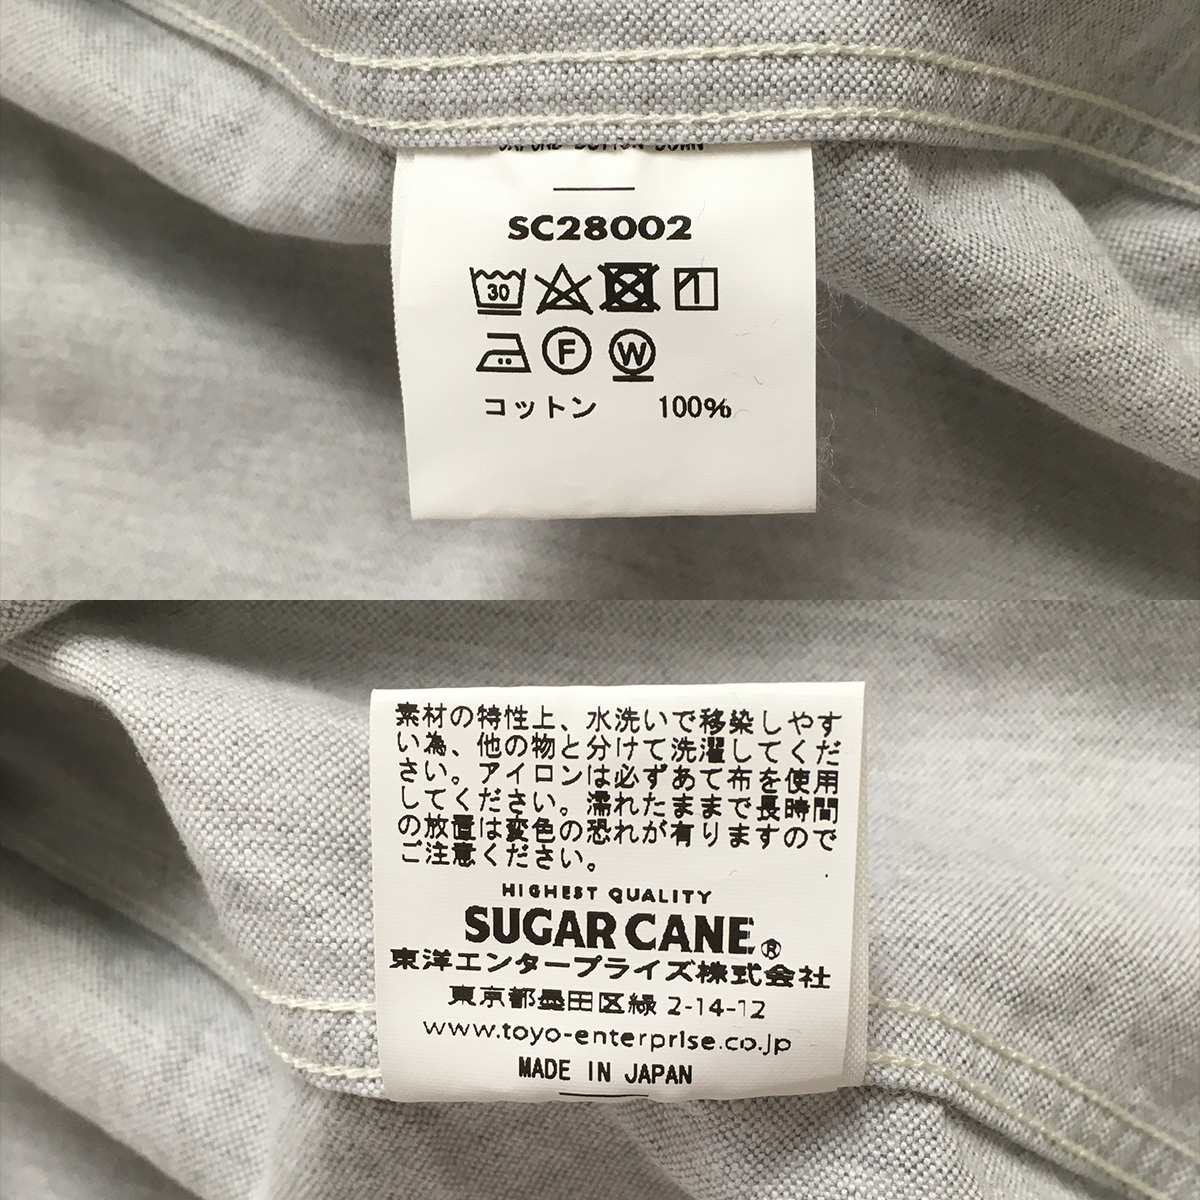 OXFORD BUTTON DOWN
SC28002
30
1
F W
コットン 100%
素材の特性上、水洗いで移染しやす
い為、他の物と分けて洗濯してくだ
さい。アイロンは必ずあて布を使用
してください。濡れたままで長時間
の放置は変色の恐れが有りますので
ご注意ください。
HIGHEST QUALITY
SUGAR CANE®
東洋エンタープライズ株式会社
東京都墨田区緑 2-14-12
www.toyo-enterprise.co.jp
MADE IN JAPAN